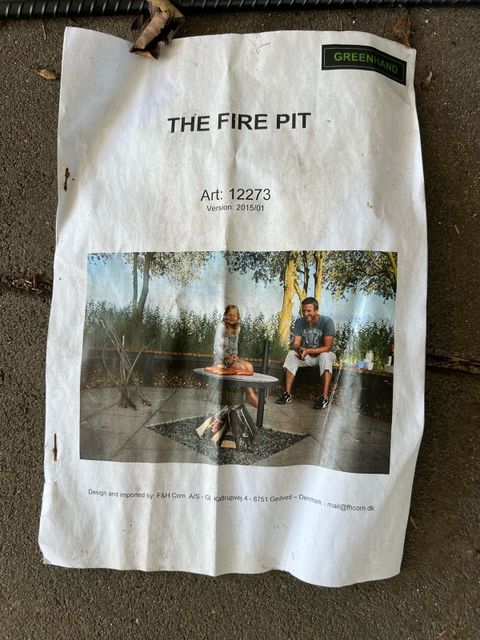 GREENHAND
THE FIRE PIT
Art: 12273
Version: 2015/01
Design and imported by: F&H Com A/S - Gl. Kattrupvej 4 - 8751 Gedved – Denmark - mail@fhcom.dk